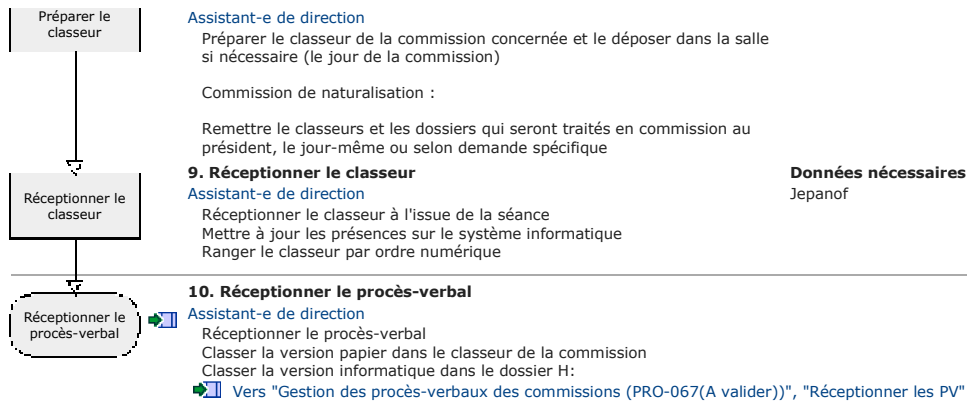 Préparer le
classeur
Assistant-e de direction
Préparer le classeur de la commission concernée et le déposer dans la salle
si nécessaire (le jour de la commission)
Commission de naturalisation :
Remettre le classeurs et les dossiers qui seront traités en commission au
président, le jour-même ou selon demande spécifique
Réceptionner le
classeur
9. Réceptionner le classeur
Assistant-e de direction
Réceptionner le classeur à l'issue de la séance
Mettre à jour les présences sur le système informatique
Ranger le classeur par ordre numérique
Données nécessaires
Jepanof
Réceptionner le
procès-verbal
10. Réceptionner le procès-verbal
Assistant-e de direction
Réceptionner le procès-verbal
Classer la version papier dans le classeur de la commission
Classer la version informatique dans le dossier H:
Vers "Gestion des procès-verbaux des commissions (PRO-067(A valider))", "Réceptionner les PV"